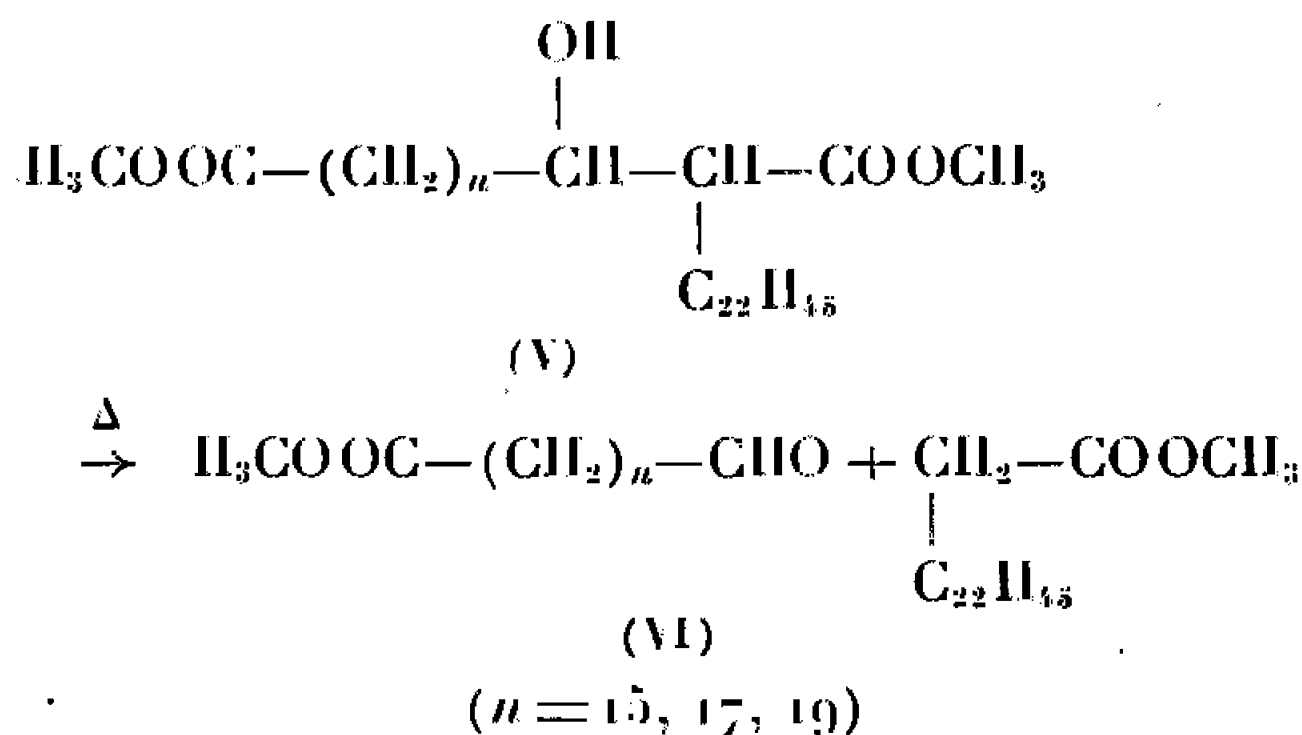 OH
H₃COOC—(CH₂)ₙ—CH—CH—COOCH₃
C₂₂H₄₅
(V)
Δ
→ H₃COOC—(CH₂)ₙ—CHO + CH₂—COOCH₃
C₂₂H₄₅
(VI)
(n = 15, 17, 19)